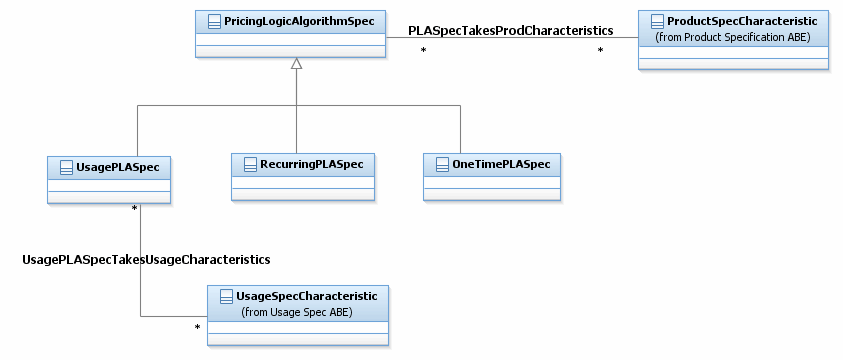 PricingLogicAlgorithmSpec
PLASpecTakesProdCharacteristics
*
*
ProductSpecCharacteristic
(from Product Specification ABE)
UsagePLASpec
RecurringPLASpec
OneTimePLASpec
*
UsagePLASpecTakesUsageCharacteristics
*
UsageSpecCharacteristic
(from Usage Spec ABE)